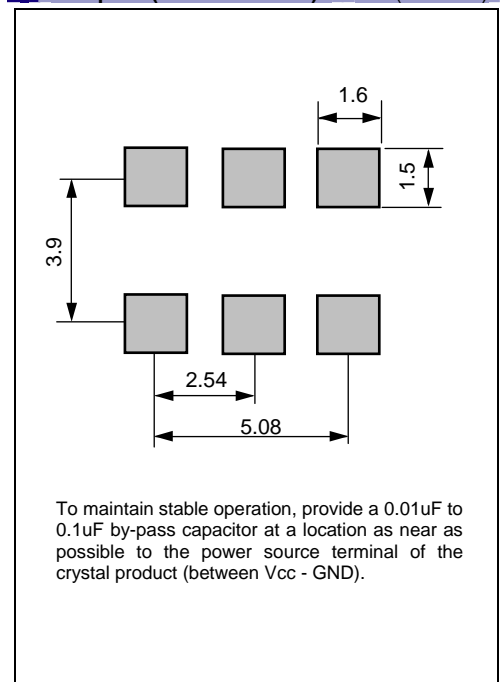 1.6
1.5
3.9
2.54
5.08
To maintain stable operation, provide a 0.01uF to
0.1uF by-pass capacitor at a location as near as
possible to the power source terminal of the
crystal product (between Vcc - GND).